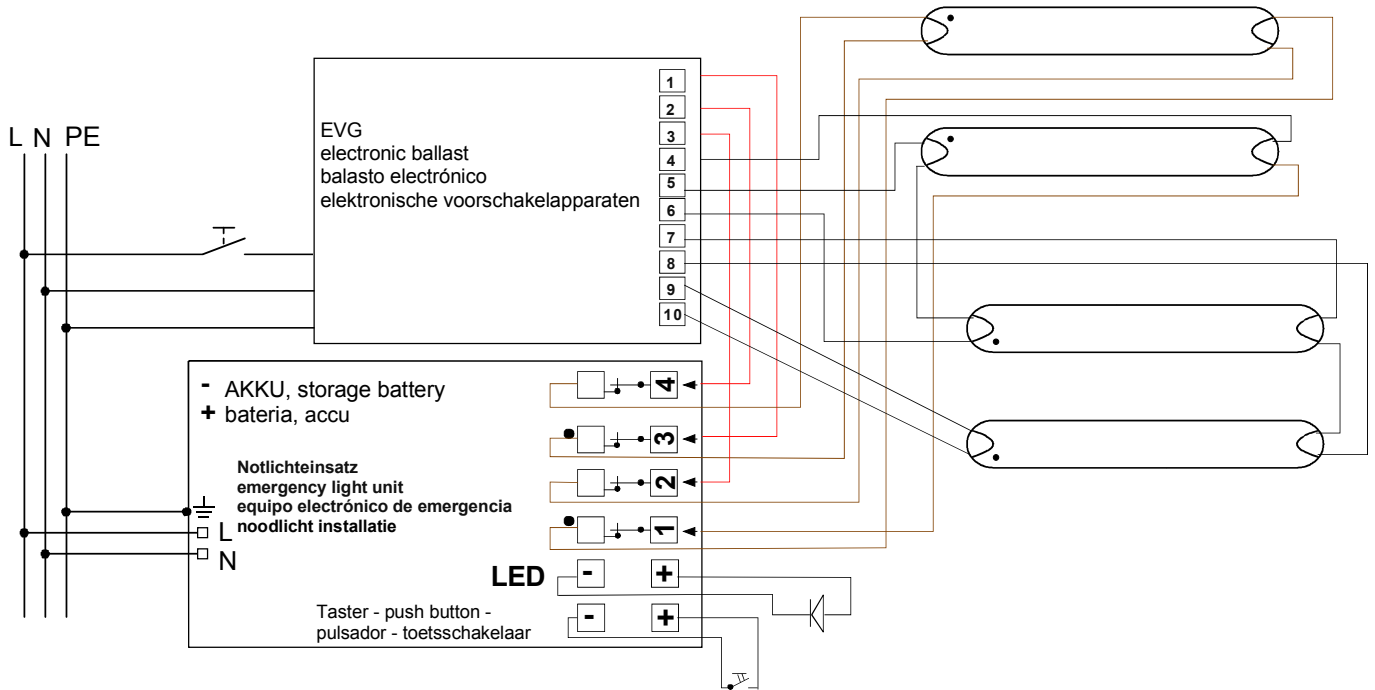 L N PE
EVG
electronic ballast
balasto electrónico
elektronische voorschakelapparaten
1
2
3
4
5
6
7
8
9
10
- AKKU, storage battery
+ bateria, accu
Notlichteinsatz
emergency light unit
equipo electrónico de emergencia
noodlicht installatie
L
N
4
3
2
1
LED - +
Taster - push button -
pulsador - toetsschakelaar
- +